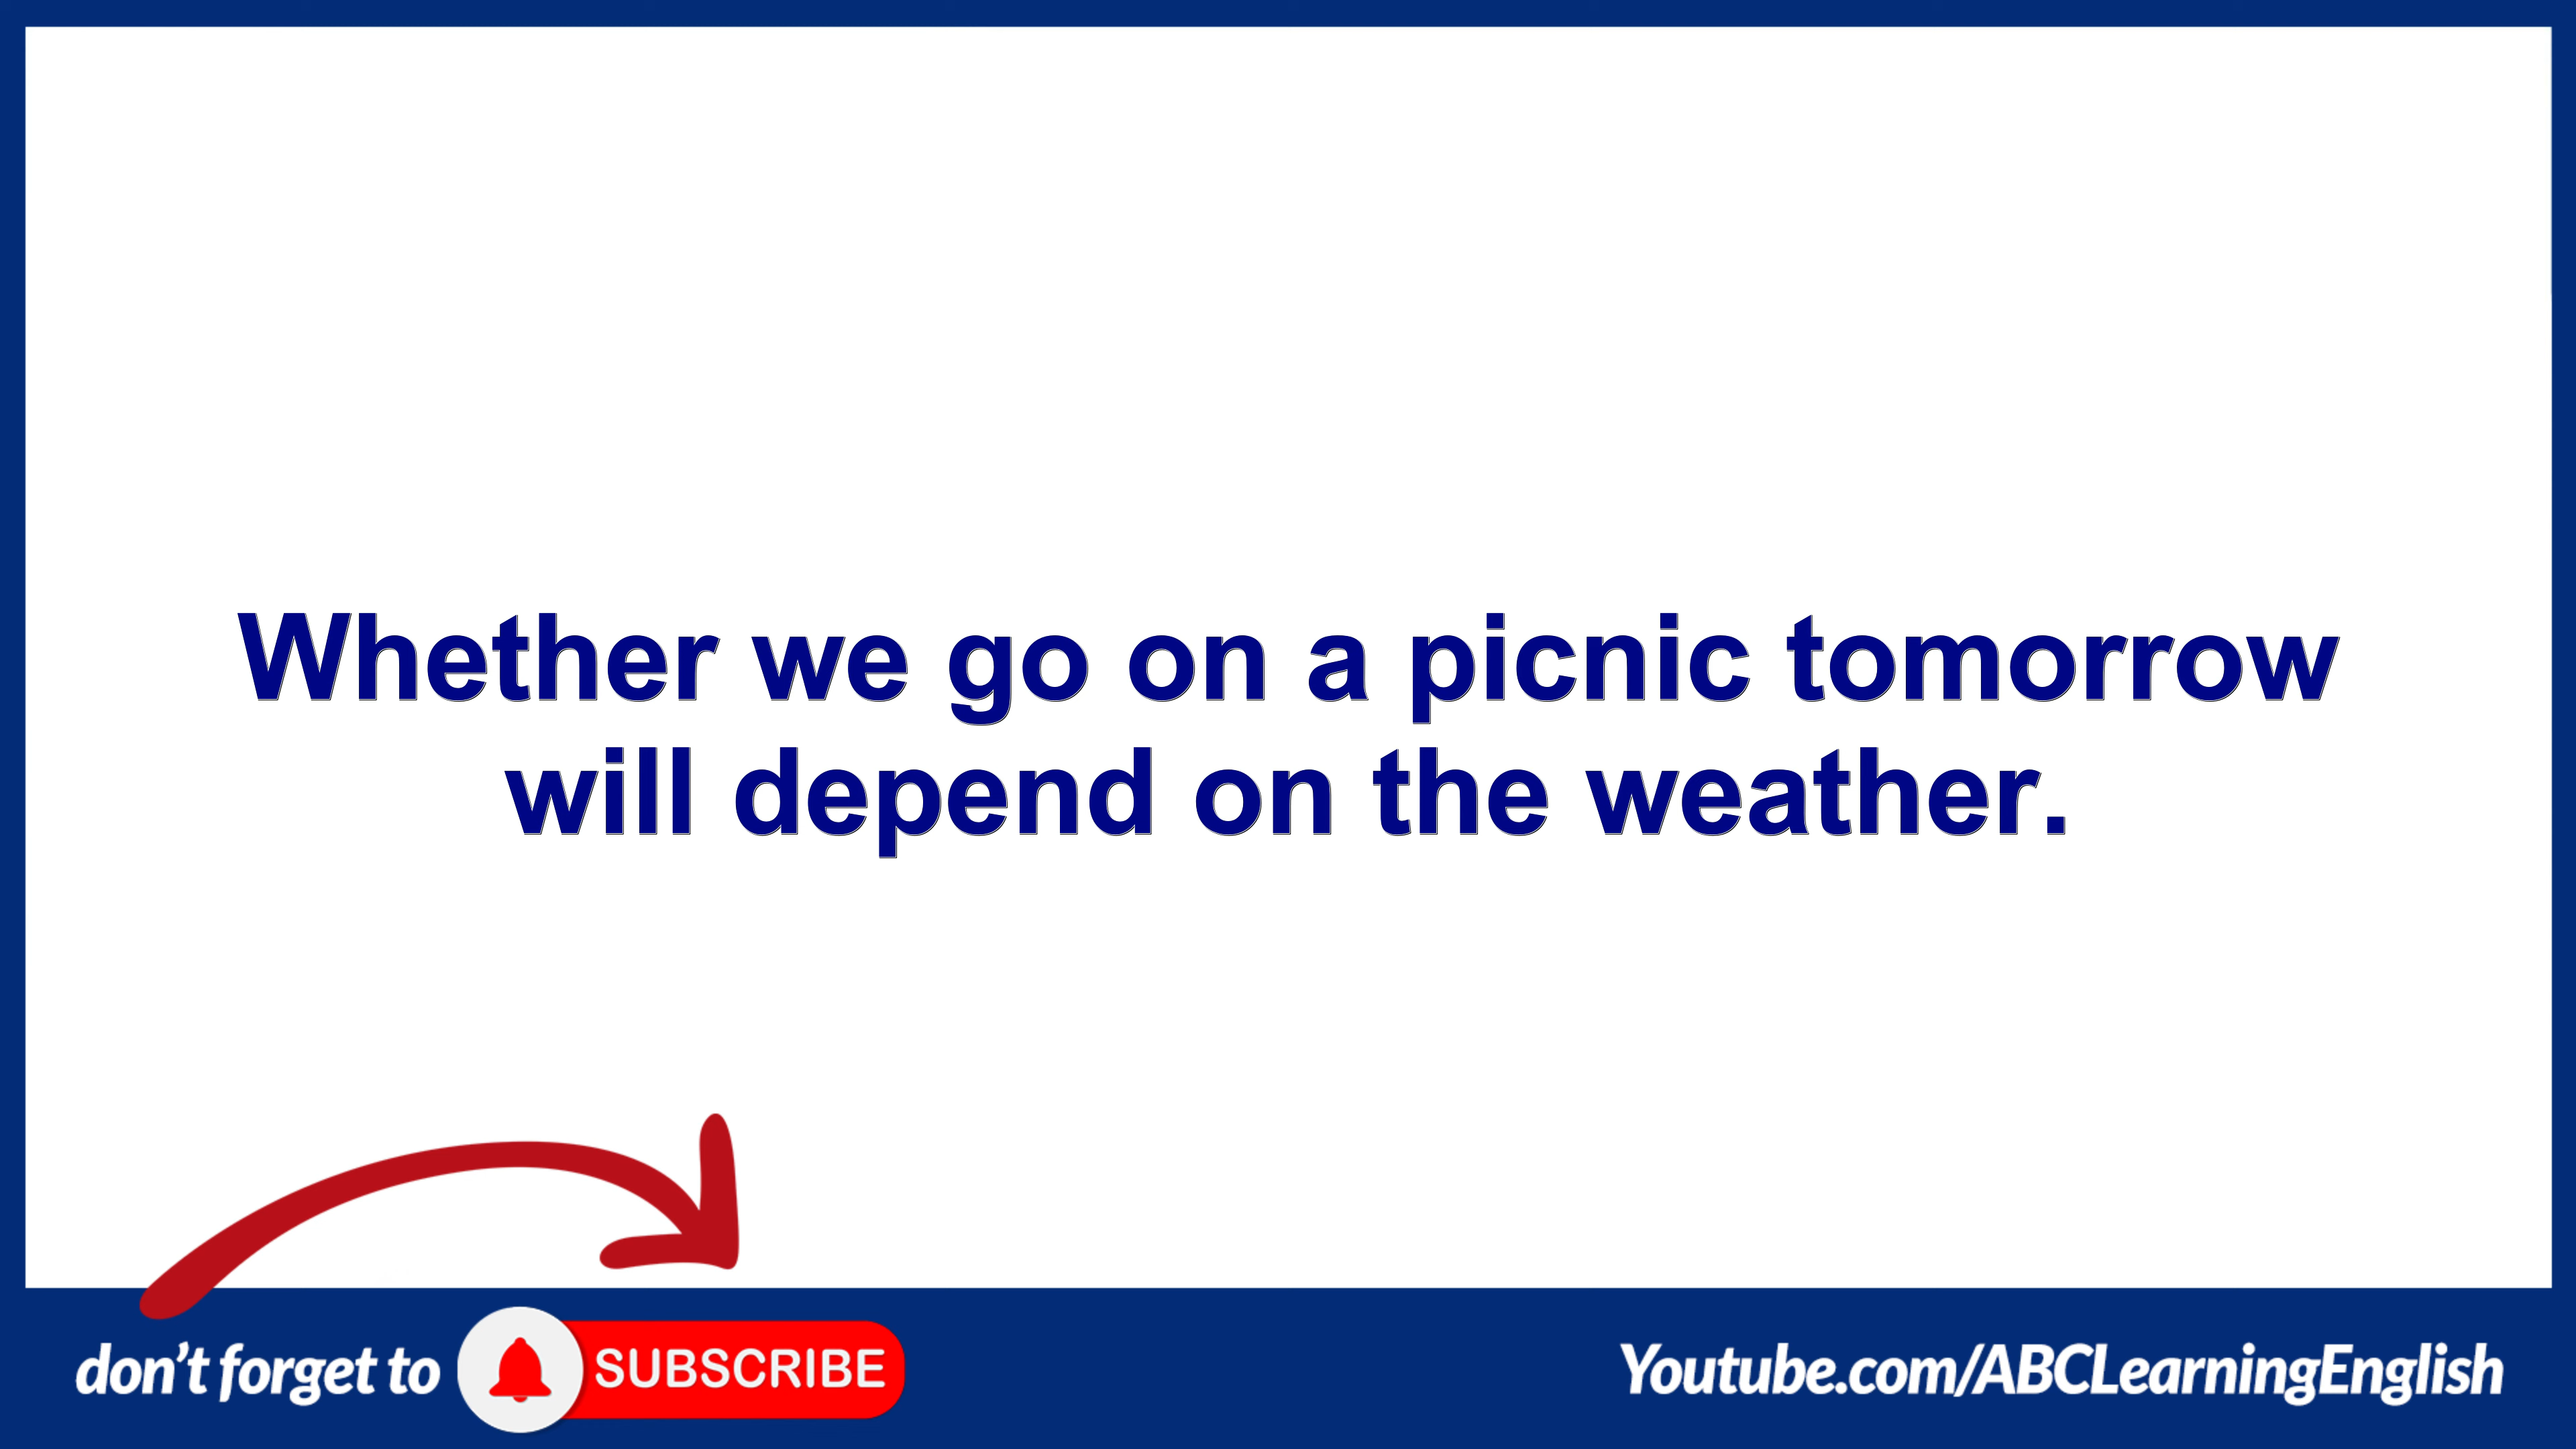 Whether we go on a picnic tomorrow
will depend on the weather.
don't forget to SUBSCRIBE
Youtube.com/ABCLearningEnglish